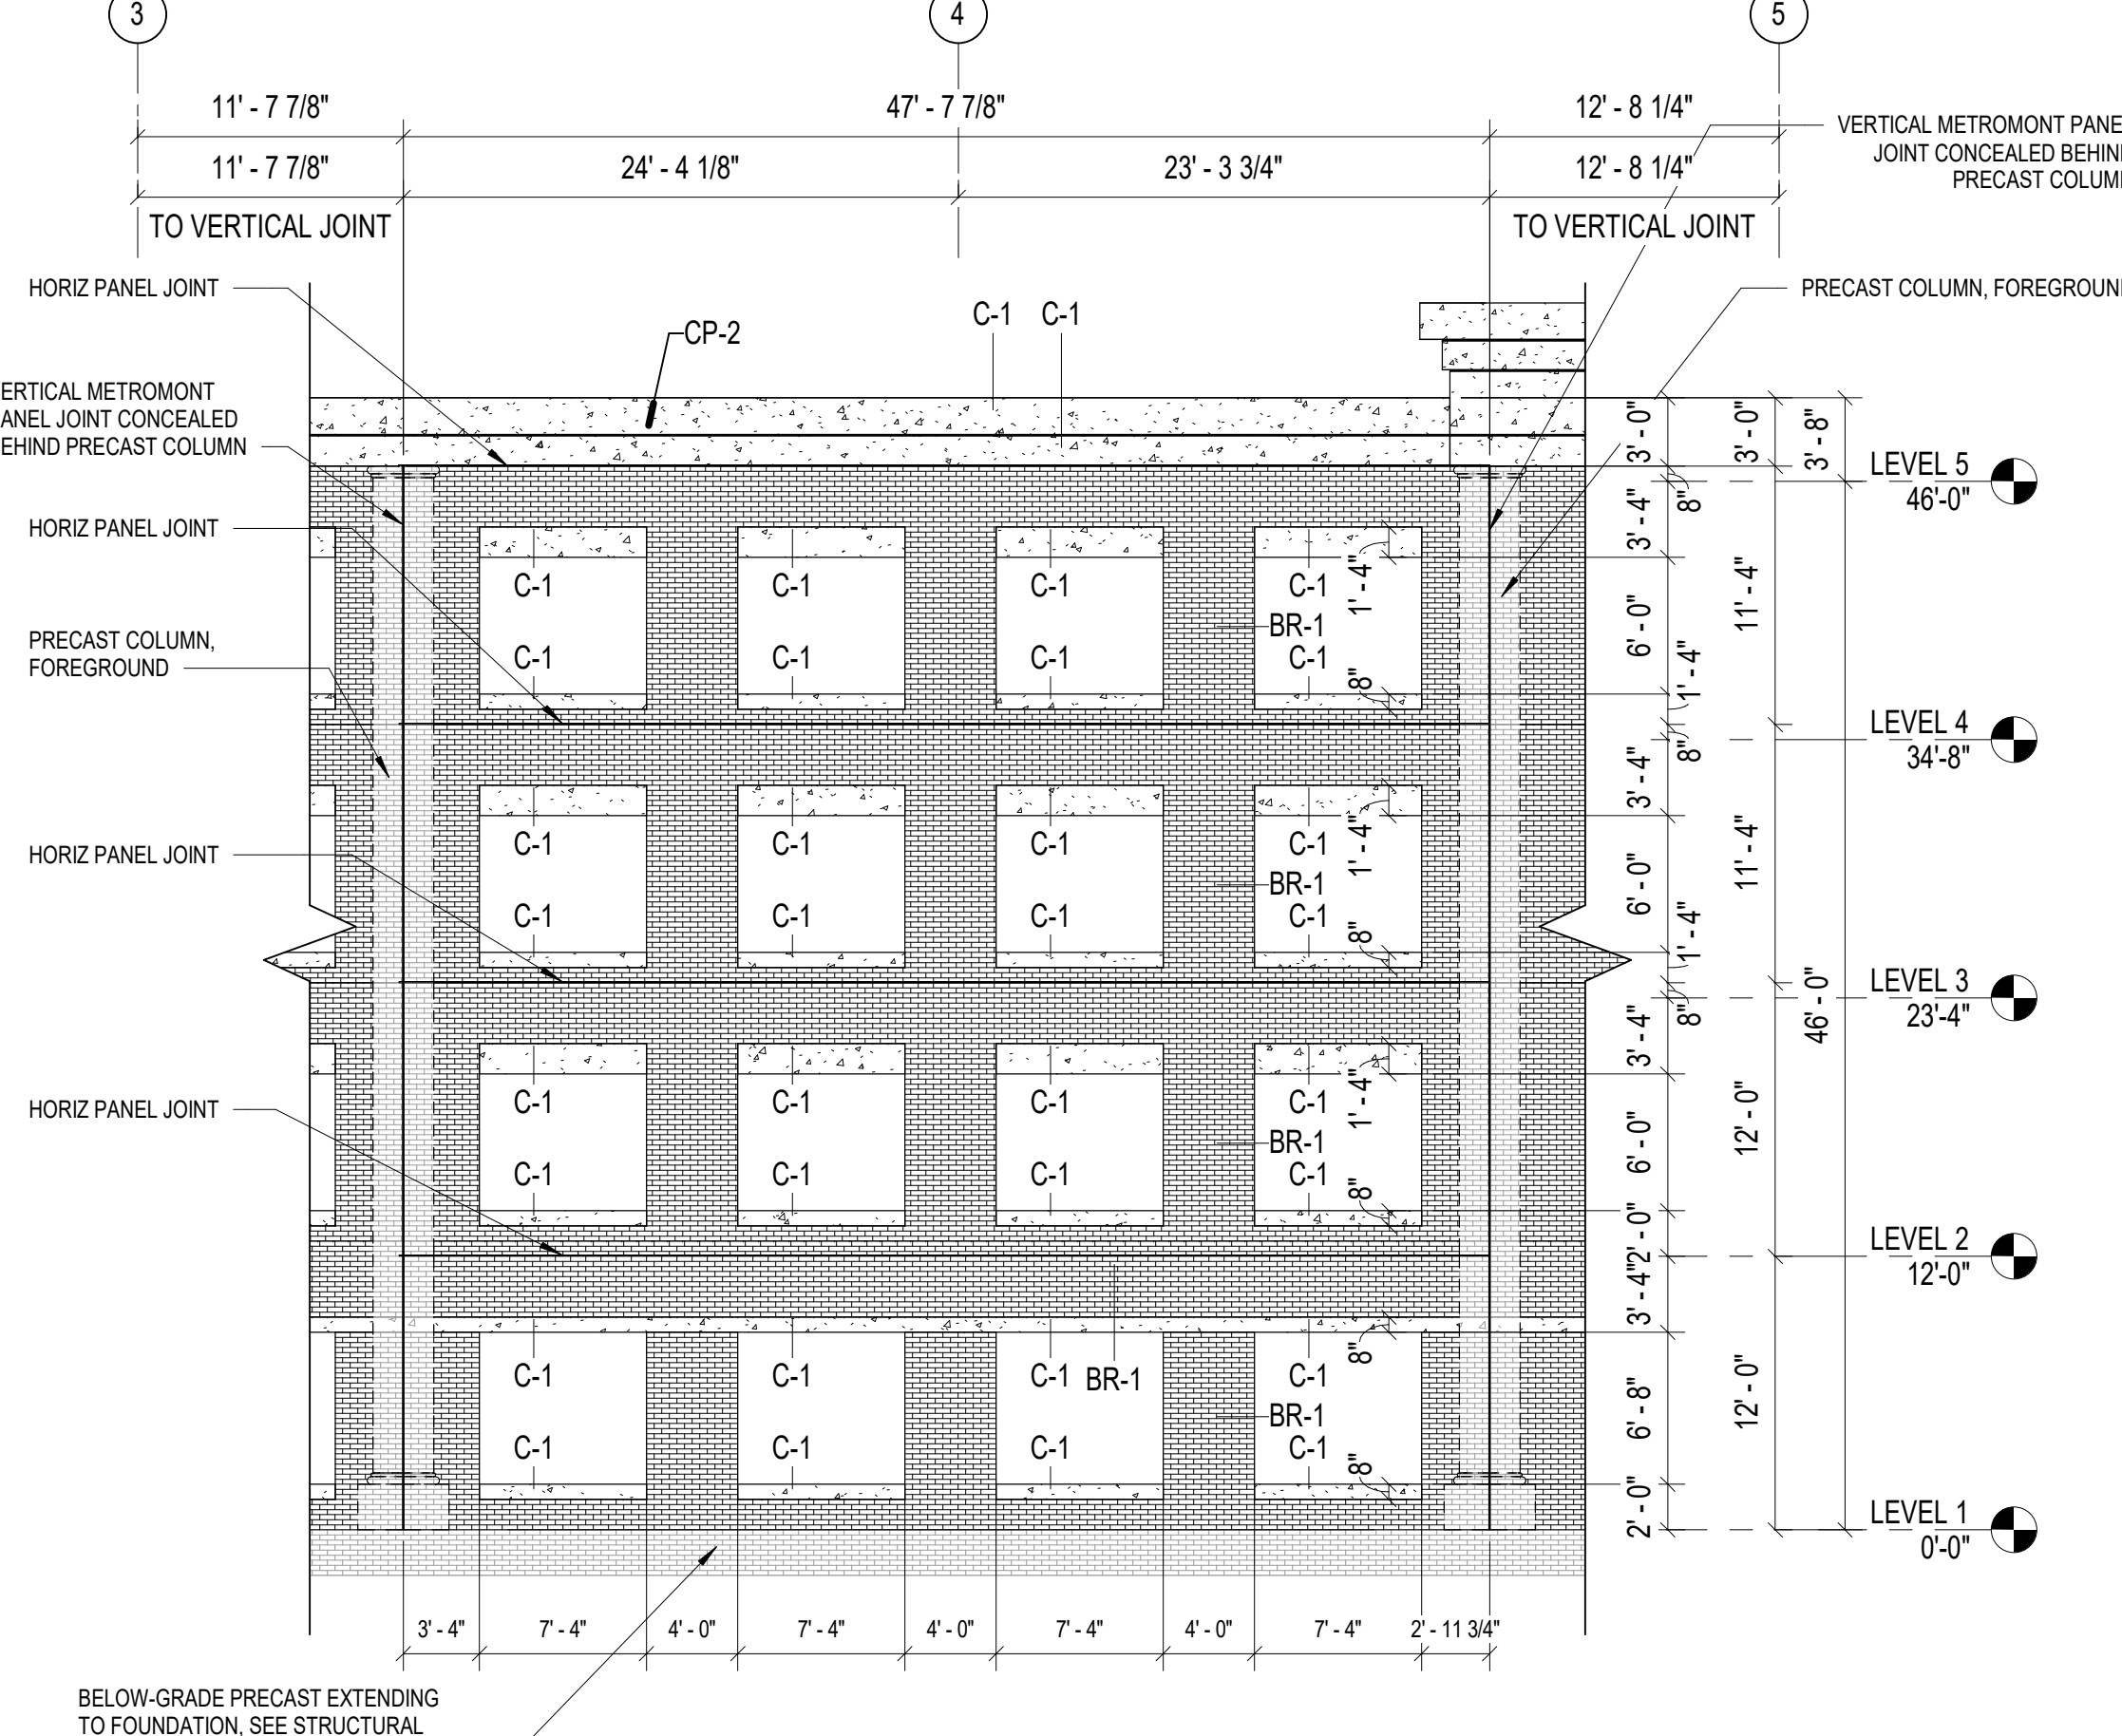 3 4 5
11' - 7 7/8" 47' - 7 7/8" 12' - 8 1/4"
11' - 7 7/8" 24' - 4 1/8" 23' - 3 3/4" 12' - 8 1/4"
TO VERTICAL JOINT TO VERTICAL JOINT
VERTICAL METROMONT PANE
JOINT CONCEALED BEHIN
PRECAST COLUM
HORIZ PANEL JOINT
PRECAST COLUMN, FOREGROUN
CP-2
C-1 C-1
ERTICAL METROMONT
ANEL JOINT CONCEALED
EHIND PRECAST COLUMN
HORIZ PANEL JOINT
PRECAST COLUMN,
FOREGROUND
HORIZ PANEL JOINT
HORIZ PANEL JOINT
C-1 C-1 C-1 C-1
1' - 4"
BR-1
C-1 C-1 C-1 C-1
8"
C-1 C-1 C-1 C-1
1' - 4"
BR-1
C-1 C-1 C-1 C-1
8"
C-1 C-1 C-1 C-1
1' - 4"
BR-1
C-1 C-1 C-1 C-1
8"
C-1 C-1 C-1 BR-1 C-1
8"
BR-1
C-1 C-1 C-1 C-1
8"
3' - 0"
3' - 4"
6' - 0"
3' - 4"
6' - 0"
3' - 4"
6' - 0"
2' - 0"
3' - 4"
6' - 8"
2' - 0"
8"
1' - 4"
8"
1' - 4"
8"
3' - 0"
11' - 4"
11' - 4"
12' - 0"
12' - 0"
3' - 8"
46' - 0"
LEVEL 5
46'-0"
LEVEL 4
34'-8"
LEVEL 3
23'-4"
LEVEL 2
12'-0"
LEVEL 1
0'-0"
3' - 4" 7' - 4" 4' - 0" 7' - 4" 4' - 0" 7' - 4" 4' - 0" 7' - 4" 2' - 11 3/4"
BELOW-GRADE PRECAST EXTENDING
TO FOUNDATION, SEE STRUCTURAL